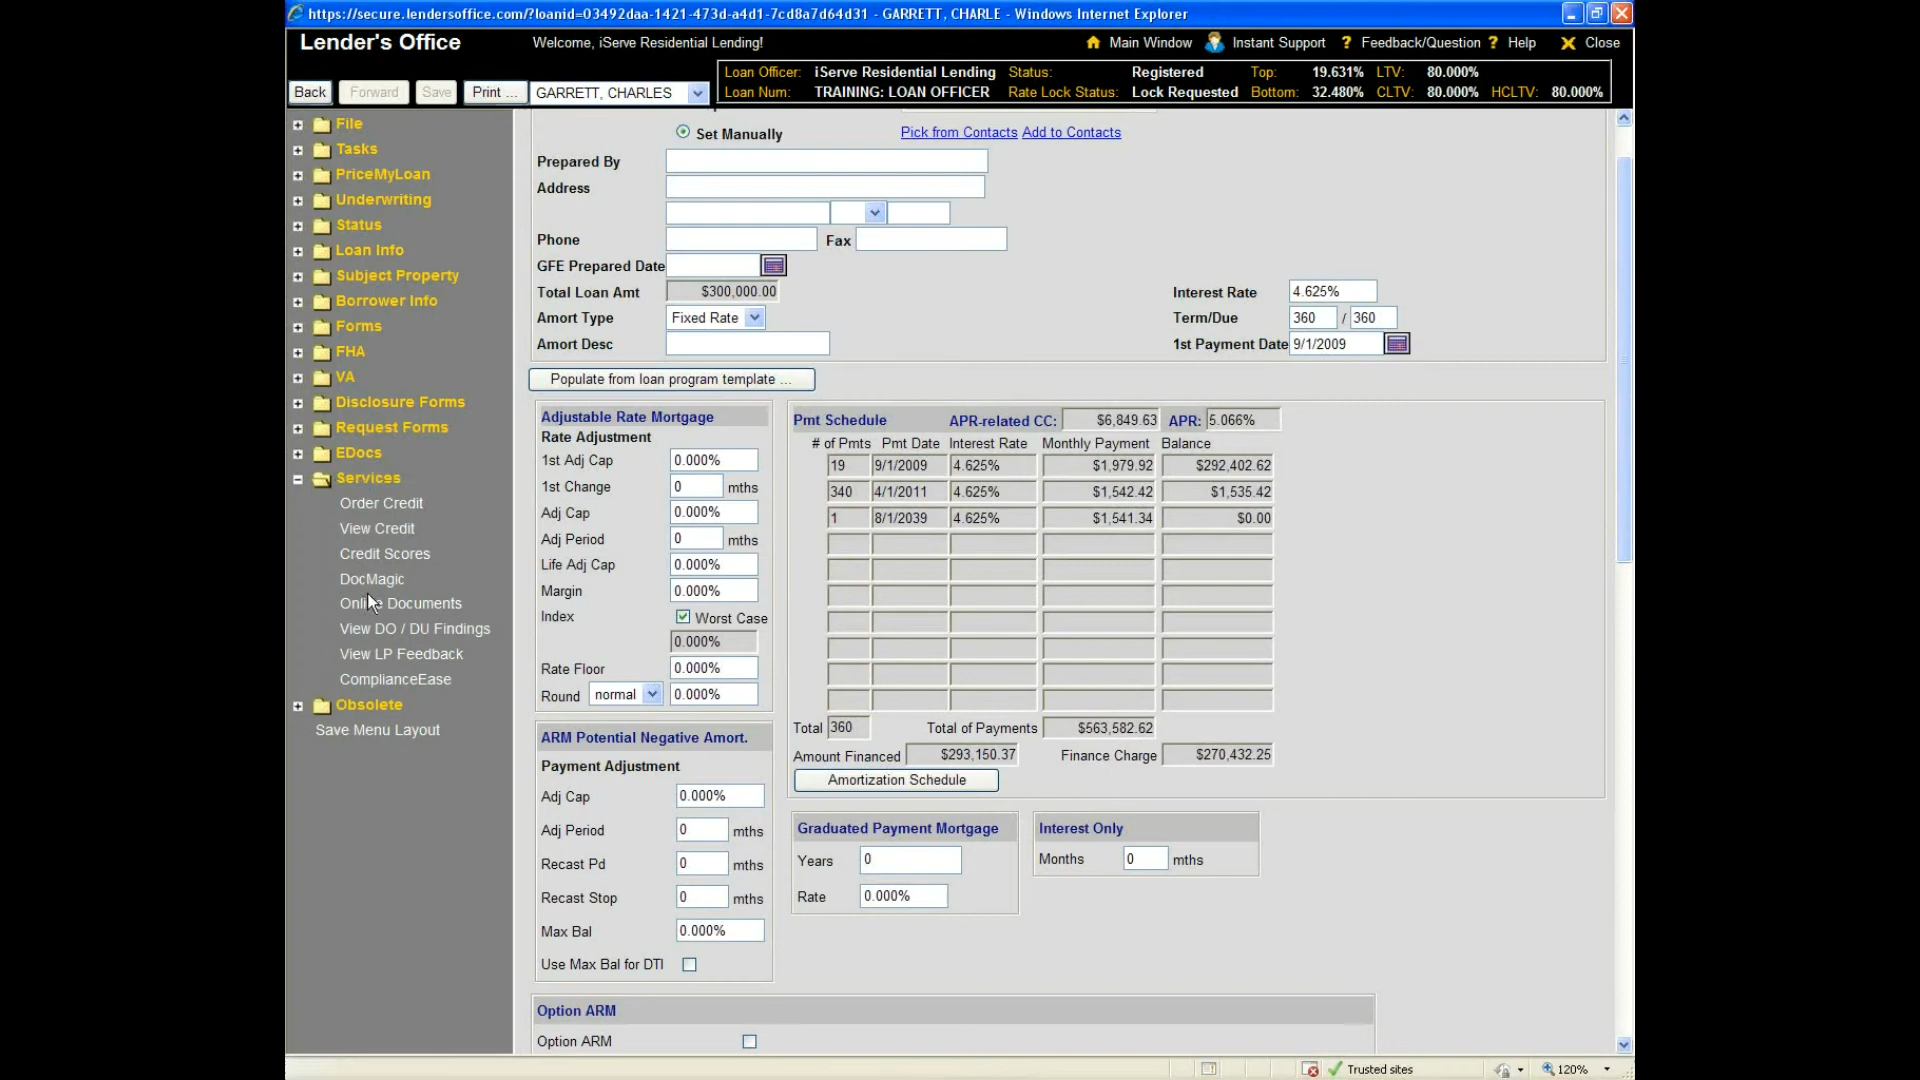 https://secure.lendersoffice.com/?loanid=03492daa-1421-473d-a4d1-7cd8a7d64d31 - GARRETT, CHARLE - Windows Internet Explorer
Lender's Office Welcome, iServe Residential Lending! Main Window Instant Support ? Feedback/Question ? Help Close
Loan Officer: iServe Residential Lending Status: Registered Top: 19.631% LTV: 80.000%
Back Forward Save Print ... GARRETT, CHARLES Loan Num: TRAINING: LOAN OFFICER Rate Lock Status: Lock Requested Bottom: 32.480% CLTV: 80.000% HCLTV: 80.000%
File
Tasks
PriceMyLoan
Underwriting
Status
Loan Info
Subject Property
Borrower Info
Forms
FHA
VA
Disclosure Forms
Request Forms
EDocs
Services
Order Credit
View Credit
Credit Scores
DocMagic
Online Documents
View DO / DU Findings
View LP Feedback
ComplianceEase
Obsolete
Save Menu Layout
Set Manually Pick from Contacts Add to Contacts
Prepared By
Address
Phone Fax
GFE Prepared Date
Total Loan Amt $300,000.00 Interest Rate 4.625%
Amort Type Fixed Rate Term/Due 360 / 360
Amort Desc 1st Payment Date 9/1/2009
Populate from loan program template ...
Adjustable Rate Mortgage
Rate Adjustment
1st Adj Cap 0.000%
1st Change 0 mths
Adj Cap 0.000%
Adj Period 0 mths
Life Adj Cap 0.000%
Margin 0.000%
Index Worst Case
0.000%
Rate Floor 0.000%
Round normal 0.000%
ARM Potential Negative Amort.
Payment Adjustment
Adj Cap 0.000%
Adj Period 0 mths
Recast Pd 0 mths
Recast Stop 0 mths
Max Bal 0.000%
Use Max Bal for DTI
Pmt Schedule APR-related CC: $6,849.63 APR: 5.066%
# of Pmts Pmt Date Interest Rate Monthly Payment Balance
19 9/1/2009 4.625% $1,979.92 $292,402.62
340 4/1/2011 4.625% $1,542.42 $1,535.42
1 8/1/2039 4.625% $1,541.34 $0.00
Total 360 Total of Payments $563,582.62
Amount Financed $293,150.37 Finance Charge $270,432.25
Amortization Schedule
Graduated Payment Mortgage
Years 0
Rate 0.000%
Interest Only
Months 0 mths
Option ARM
Option ARM
Trusted sites 120%